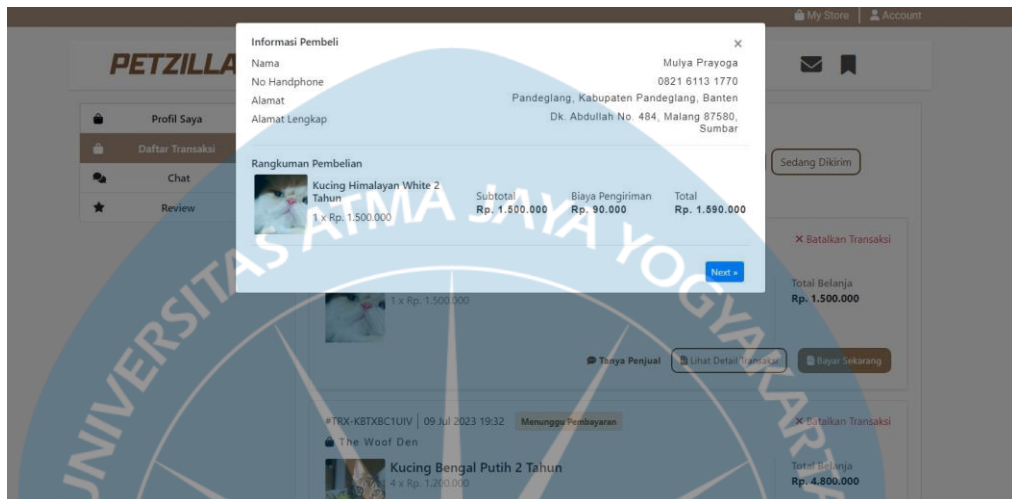 My Store | Account
PETZILLA
Profil Saya
Daftar Transaksi
Chat
Review
Informasi Pembeli ×
Nama Mulya Prayoga
No Handphone 0821 6113 1770
Alamat Pandeglang, Kabupaten Pandeglang, Banten
Alamat Lengkap Dk. Abdullah No. 484, Malang 87580,
Sumbar
Rangkuman Pembelian
Kucing Himalayan White 2
Tahun
1 x Rp. 1.500.000
Subtotal Biaya Pengiriman Total
Rp. 1.500.000 Rp. 90.000 Rp. 1.590.000
Next »
Sedang Dikirim
× Batalkan Transaksi
1 x Rp. 1.500.000
Total Belanja
Rp. 1.500.000
Tanya Penjual Lihat Detail Transaksi Bayar Sekarang
#TRX-KBTXBC1UIV | 09 Jul 2023 19:32 Menunggu Pembayaran × Batalkan Transaksi
The Woof Den
Kucing Bengal Putih 2 Tahun
4 x Rp. 1.200.000
Total Belanja
Rp. 4.800.000
UNIVERSITAS ATMA JAYA YOGYAKARTA